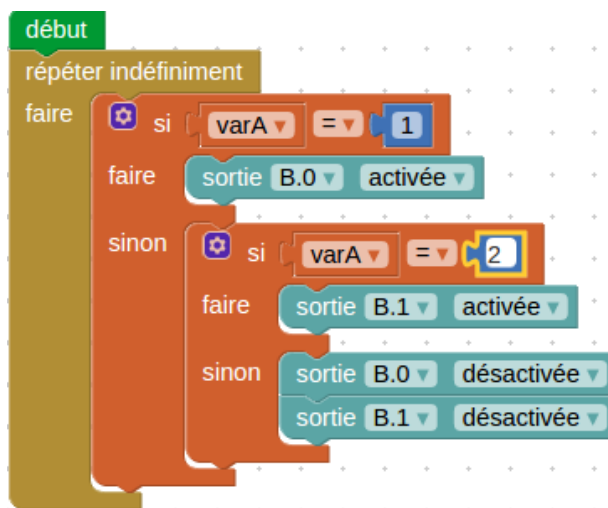 début
répéter indéfiniment
faire si varA = 1
faire sortie B.0 activée
sinon si varA = 2
faire sortie B.1 activée
sinon sortie B.0 désactivée
sortie B.1 désactivée